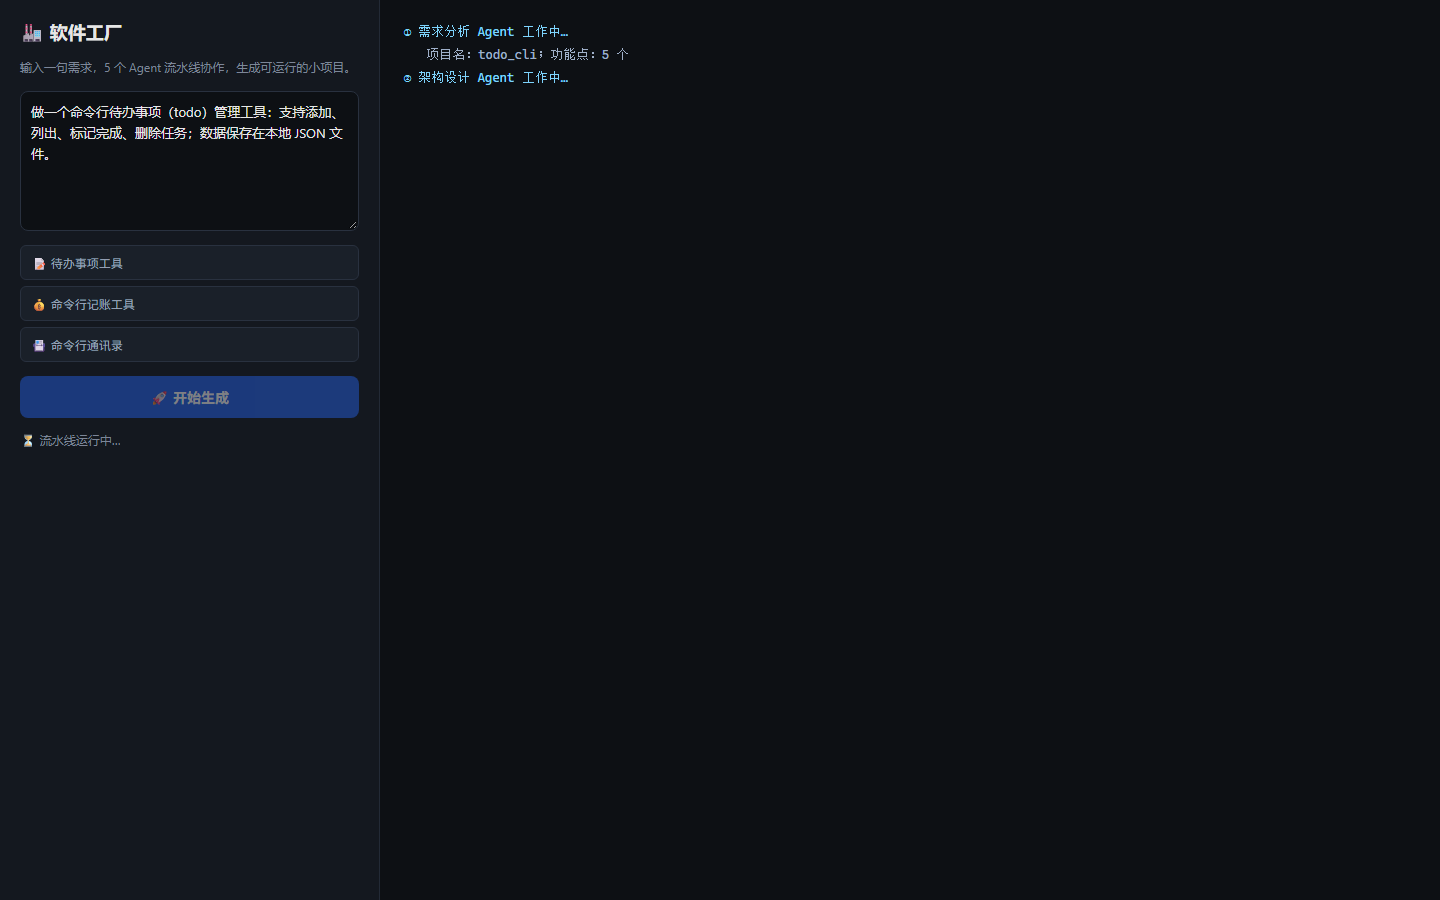 🏭 软件工厂
输入一句需求，5 个 Agent 流水线协作，生成可运行的小项目。
做一个命令行待办事项（todo）管理工具：支持添加、
列出、标记完成、删除任务；数据保存在本地 JSON 文
件。
📝 待办事项工具
💰 命令行记账工具
📇 命令行通讯录
🚀 开始生成
⏳ 流水线运行中…
① 需求分析 Agent 工作中…
项目名：todo_cli；功能点：5 个
② 架构设计 Agent 工作中…